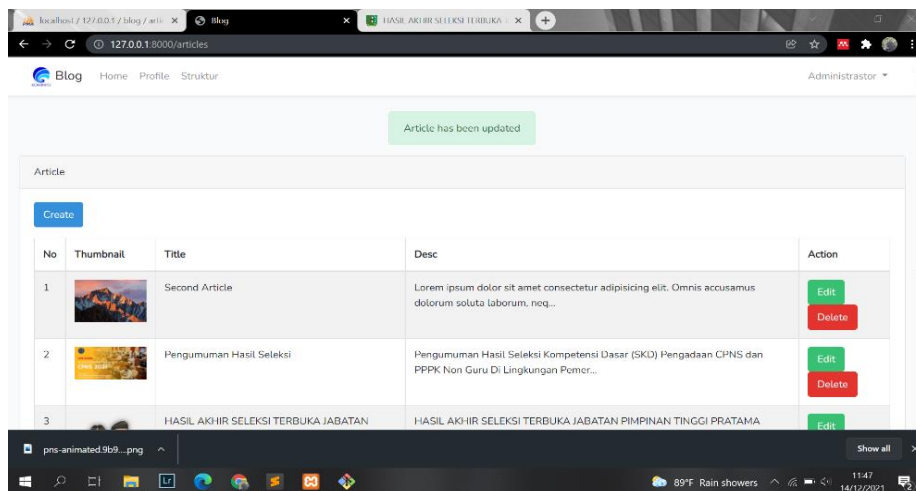 localhost / 127.0.0.1 / blog / artic
Blog
HASIL AKHIR SELEKSI TERBUKA J
127.0.0.1:8000/articles
Blog Home Profile Struktur Administrastor
Article has been updated
Article
Create
No Thumbnail Title Desc Action
1 Second Article Lorem ipsum dolor sit amet consectetur adipisicing elit. Omnis accusamus
dolorum soluta laborum, neq...
Edit
Delete
2 Pengumuman Hasil Seleksi Pengumuman Hasil Seleksi Kompetensi Dasar (SKD) Pengadaan CPNS dan
PPPK Non Guru Di Lingkungan Pemer...
CPNS 2021
Edit
Delete
3 HASIL AKHIR SELEKSI TERBUKA JABATAN HASIL AKHIR SELEKSI TERBUKA JABATAN PIMPINAN TINGGI PRATAMA
Edit
pns-animated.9b9....png Show all
Lr
89°F Rain showers
11:47
14/12/2021